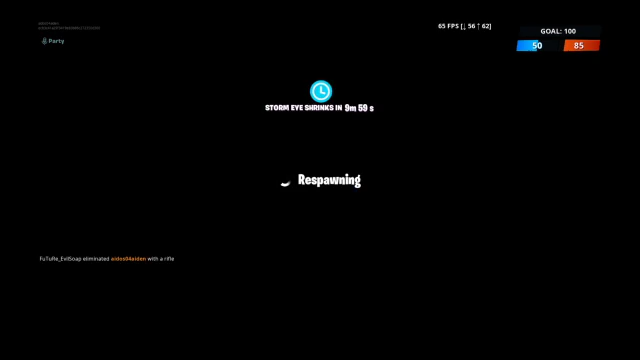 65 FPS [↓ 56 ↑ 62]
GOAL: 100
Party
50
85
STORM EYE SHRINKS IN 9m 59 s
Respawning
FuTuRe_EvilSoap eliminated aidos04aiden with a rifle